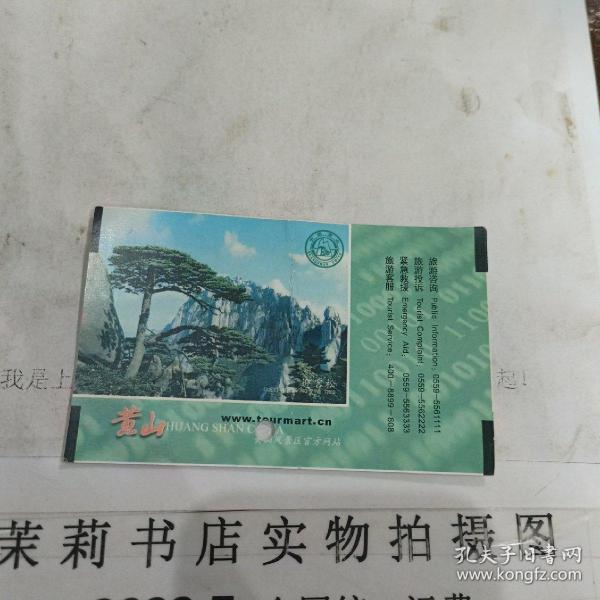 迎客松
黄山
HUANG SHAN
www.tourmart.cn
风景区官方网站
旅游咨询 Public Information: 0559-5561111
旅游投诉 Tourist Complaint: 0559-5562222
紧急救援 Emergency Aid: 0559-5563333
旅游客服 Tourist Service: 400-8899-808
我是上
起!
茉莉书店实物拍摄图
孔夫子旧书网
www.kongfz.com